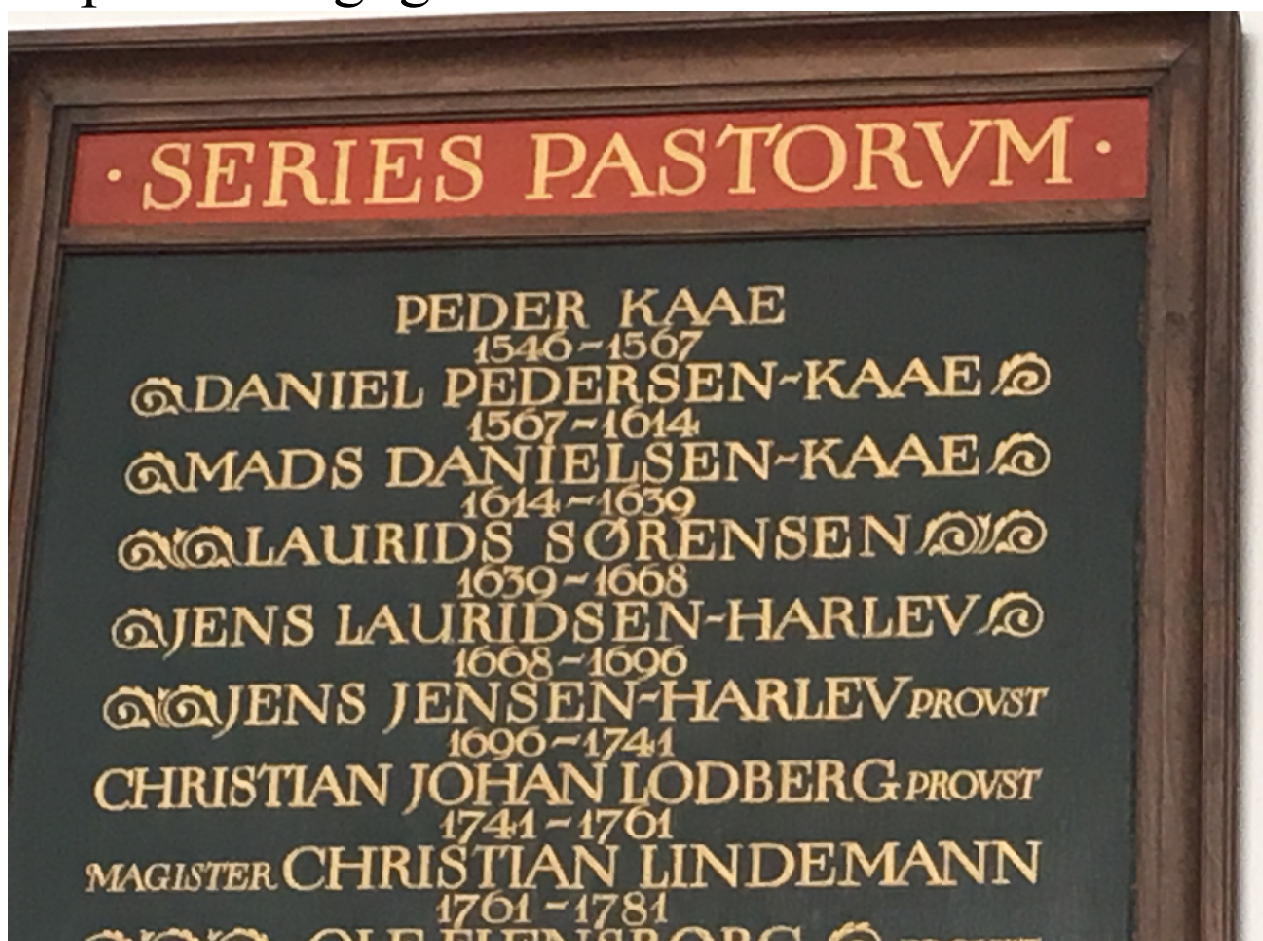 · SERIES PASTORVM ·
PEDER KAAE
1546~1567
DANIEL PEDERSEN~KAAE
1567~1614
MADS DANIELSEN~KAAE
1614~1639
LAURIDS SØRENSEN
1639~1668
JENS LAURIDSEN~HARLEV
1668~1696
JENS JENSEN~HARLEV PROVST
1696~1741
CHRISTIAN JOHAN LODBERG PROVST
1741~1761
MAGISTER CHRISTIAN LINDEMANN
1761~1781